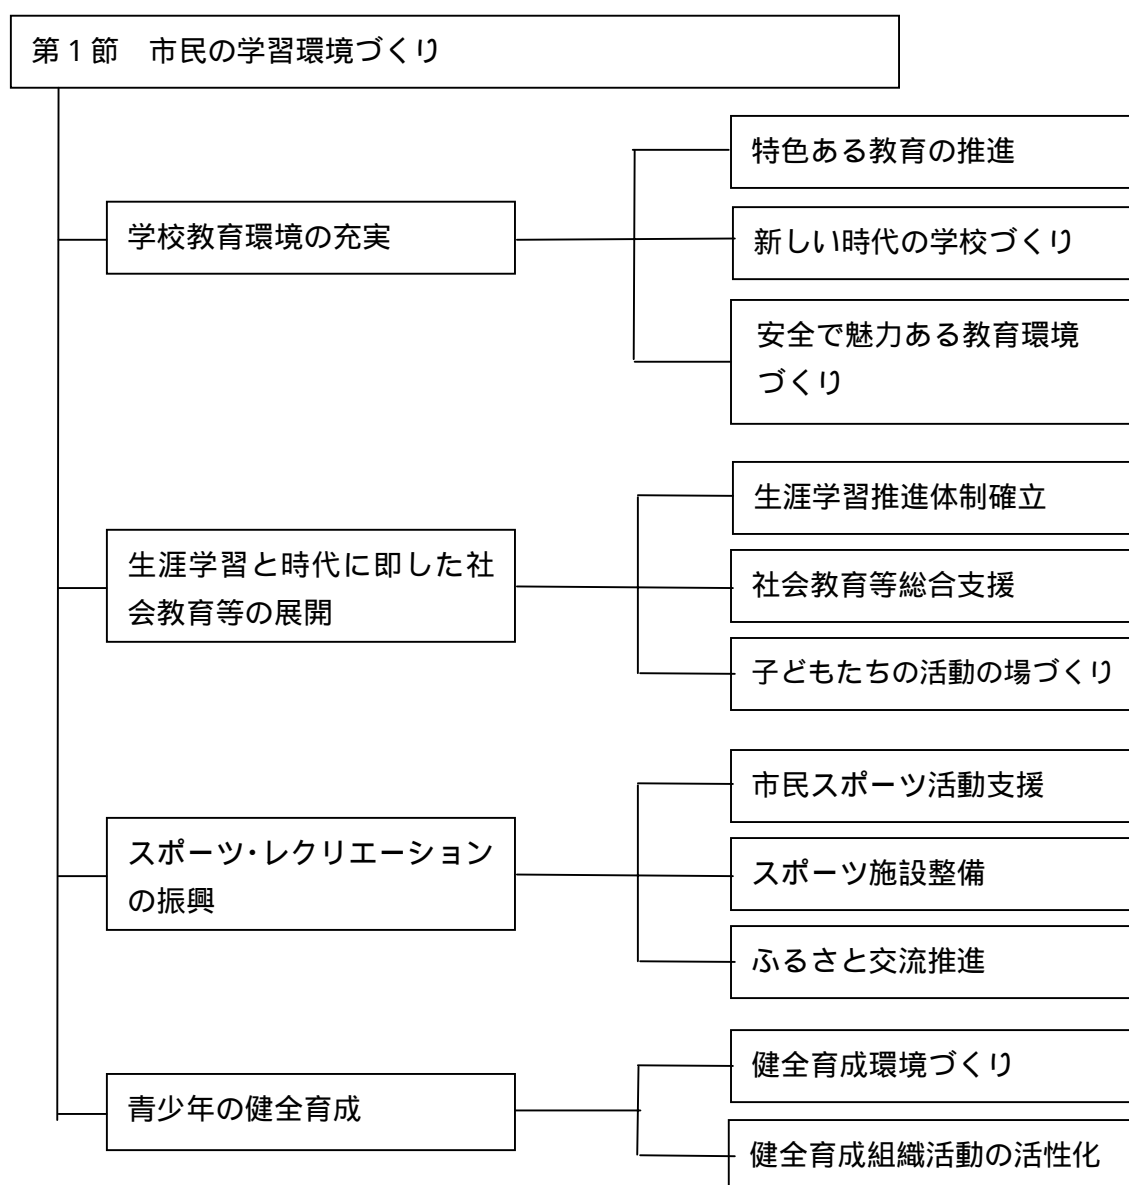 第1節　市民の学習環境づくり
学校教育環境の充実
特色ある教育の推進
新しい時代の学校づくり
安全で魅力ある教育環境
づくり
生涯学習と時代に即した社
会教育等の展開
生涯学習推進体制確立
社会教育等総合支援
子どもたちの活動の場づくり
スポーツ・レクリエーション
の振興
市民スポーツ活動支援
スポーツ施設整備
ふるさと交流推進
青少年の健全育成
健全育成環境づくり
健全育成組織活動の活性化